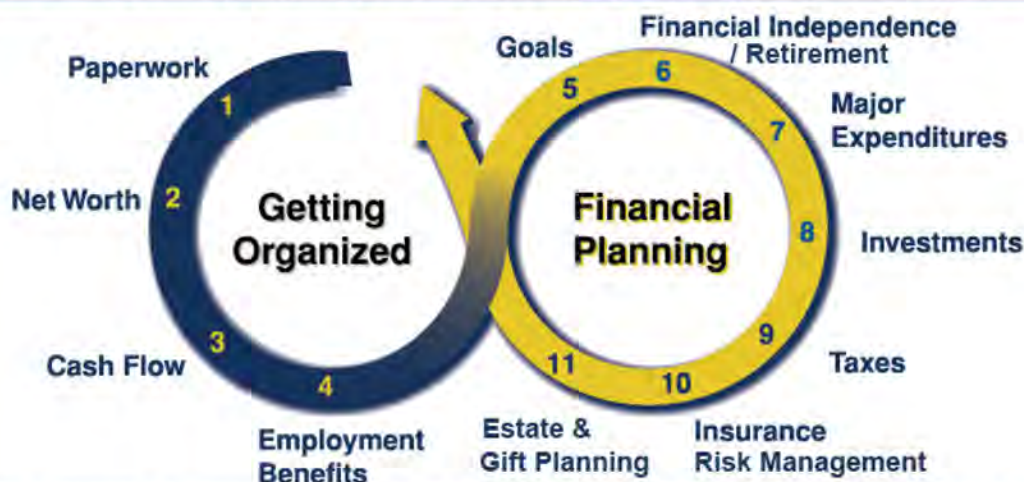 Paperwork
1
Net Worth
2
Cash Flow
3
4
Employment
Benefits
Getting
Organized
Goals
5
Financial Independence
/ Retirement
6
Major
Expenditures
7
Investments
8
Taxes
9
Insurance
Risk Management
10
Estate &
Gift Planning
11
Financial
Planning